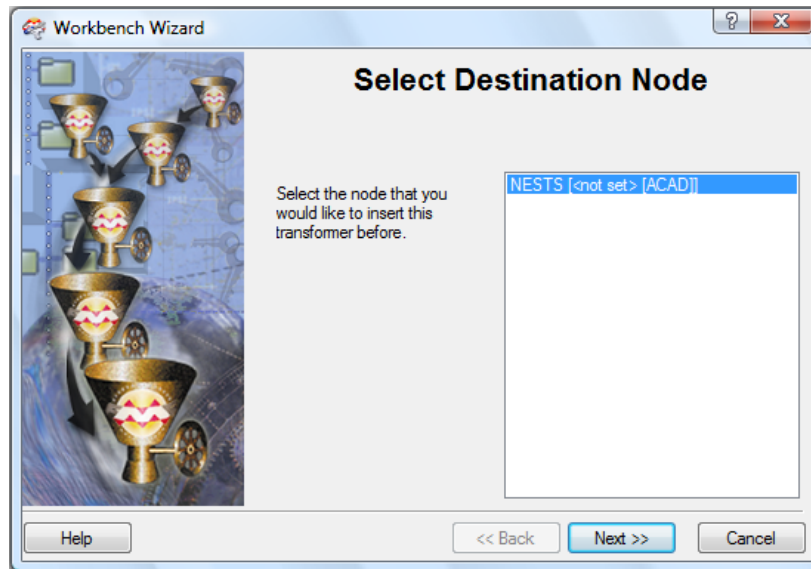 Workbench Wizard
Select Destination Node
Select the node that you
would like to insert this
transformer before.
NESTS [<not set> [ACAD]]
Help
<< Back
Next >>
Cancel